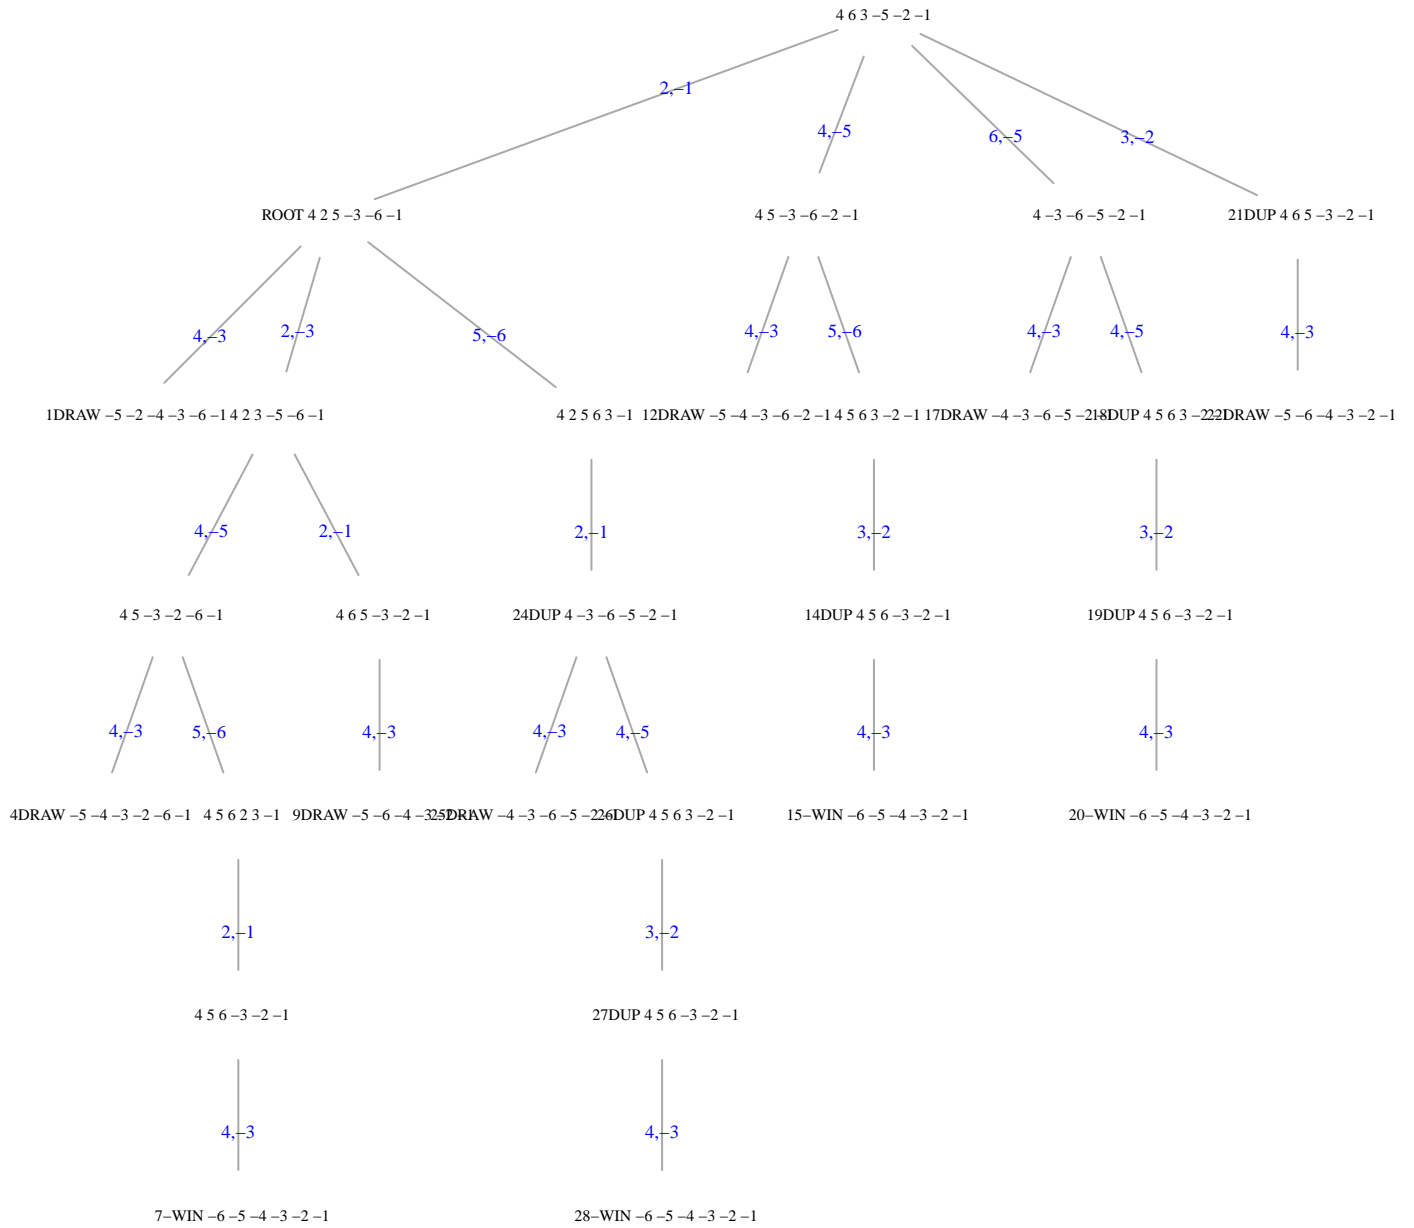 4 6 3 –5 –2 –1
2,–1
4,–5
6,–5
3,–2
ROOT 4 2 5 –3 –6 –1
4 5 –3 –6 –2 –1
4 –3 –6 –5 –2 –1
21DUP 4 6 5 –3 –2 –1
4,–3
2,–3
5,–6
4,–3
5,–6
4,–3
4,–5
4,–3
1DRAW –5 –2 –4 –3 –6 –1
4 2 3 –5 –6 –1
4 2 5 6 3 –1
12DRAW –5 –4 –3 –6 –2 –1
4 5 6 3 –2 –1
17DRAW –4 –3 –6 –5 –2 –1
18DUP 4 5 6 3 –2 –1
22DRAW –5 –6 –4 –3 –2 –1
4,–5
2,–1
2,–1
3,–2
3,–2
4 5 –3 –2 –6 –1
4 6 5 –3 –2 –1
24DUP 4 –3 –6 –5 –2 –1
14DUP 4 5 6 –3 –2 –1
19DUP 4 5 6 –3 –2 –1
4,–3
5,–6
4,–3
4,–3
4,–5
4,–3
4,–3
4DRAW –5 –4 –3 –2 –6 –1
4 5 6 2 3 –1
9DRAW –5 –6 –4 –3 –2 –1
25DRAW –4 –3 –6 –5 –2 –1
26DUP 4 5 6 3 –2 –1
15–WIN –6 –5 –4 –3 –2 –1
20–WIN –6 –5 –4 –3 –2 –1
2,–1
3,–2
4 5 6 –3 –2 –1
27DUP 4 5 6 –3 –2 –1
4,–3
4,–3
7–WIN –6 –5 –4 –3 –2 –1
28–WIN –6 –5 –4 –3 –2 –1